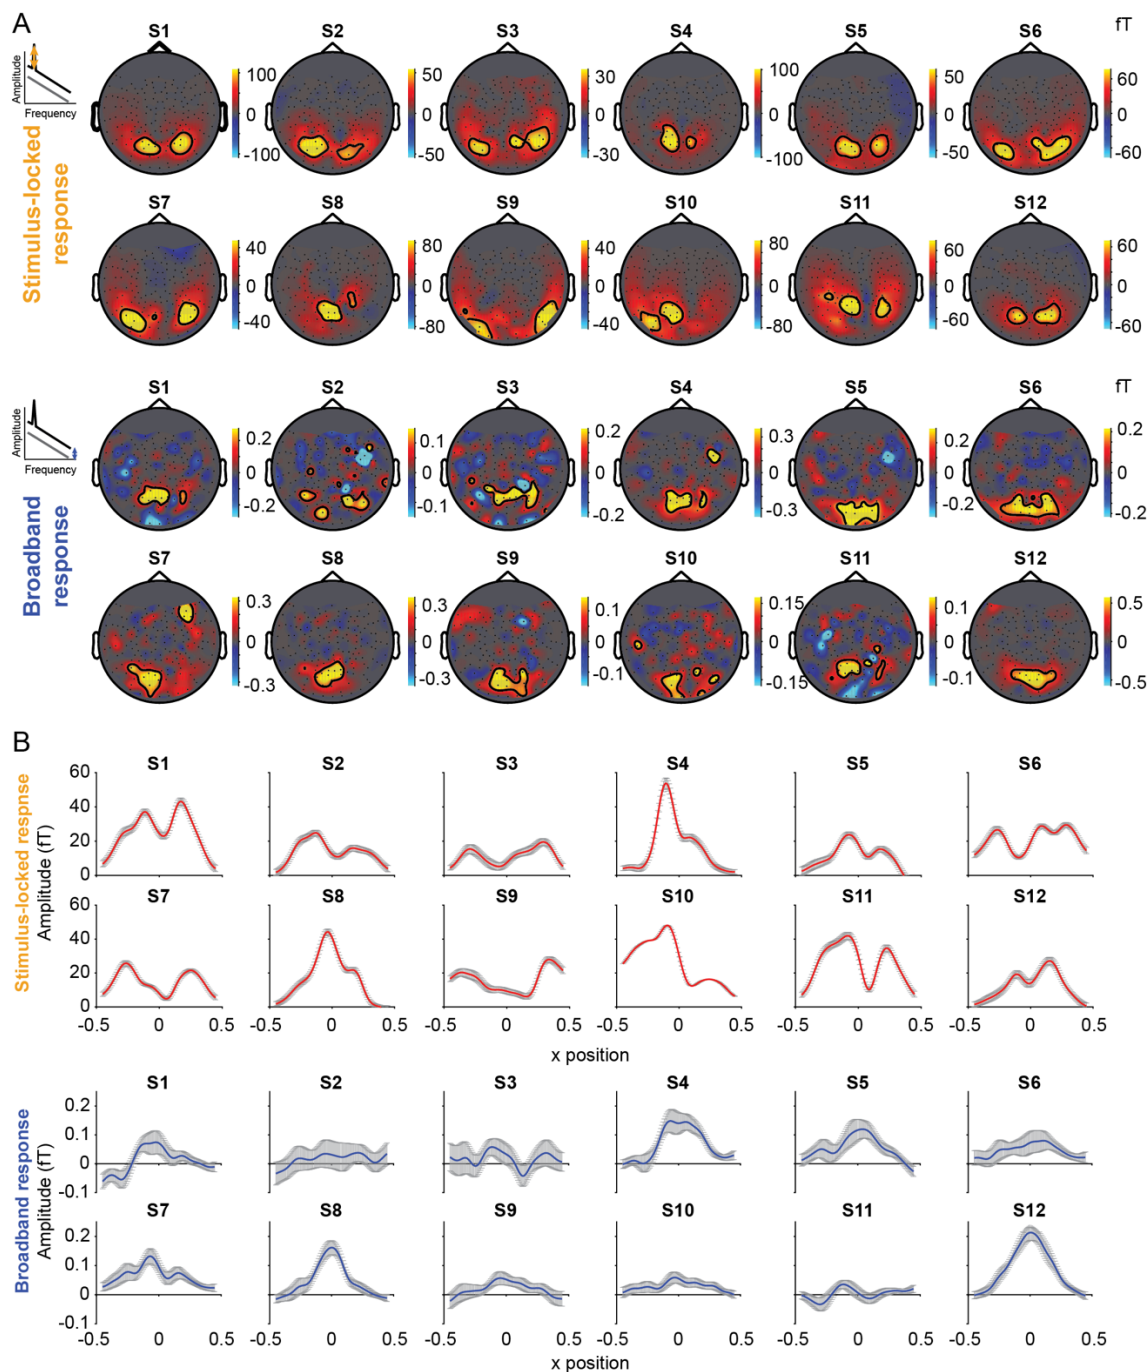 A
S1 S2 S3 S4 S5 S6 fT
Amplitude
Frequency
Stimulus-locked
response
100 50 30 100 50 60
0 0 0 0 0 0
-100 -50 -30 -100 -50 -60
S7 S8 S9 S10 S11 S12
40 80 40 80 60 60
0 0 0 0 0 0
-40 -80 -40 -80 -60 -60
S1 S2 S3 S4 S5 S6 fT
Amplitude
Frequency
Broadband
response
0.2 0.1 0.2 0.3 0.2 0.2
0 0 0 0 0 0
-0.2 -0.1 -0.2 -0.3 -0.2 -0.2
S7 S8 S9 S10 S11 S12
0.3 0.3 0.1 0.15 0.1 0.5
0 0 0 0 0 0
-0.3 -0.3 -0.1 -0.15 -0.1 -0.5
B
Stimulus-locked respnse
Amplitude (fT)
S1 S2 S3 S4 S5 S6
60
40
20
0
S7 S8 S9 S10 S11 S12
60
40
20
0
-0.5 0 0.5 -0.5 0 0.5 -0.5 0 0.5 -0.5 0 0.5 -0.5 0 0.5 -0.5 0 0.5
x position
Broadband response
Amplitude (fT)
S1 S2 S3 S4 S5 S6
0.2
0.1
0
-0.1
S7 S8 S9 S10 S11 S12
0.2
0.1
0
-0.1
-0.5 0 0.5 -0.5 0 0.5 -0.5 0 0.5 -0.5 0 0.5 -0.5 0 0.5 -0.5 0 0.5
x position